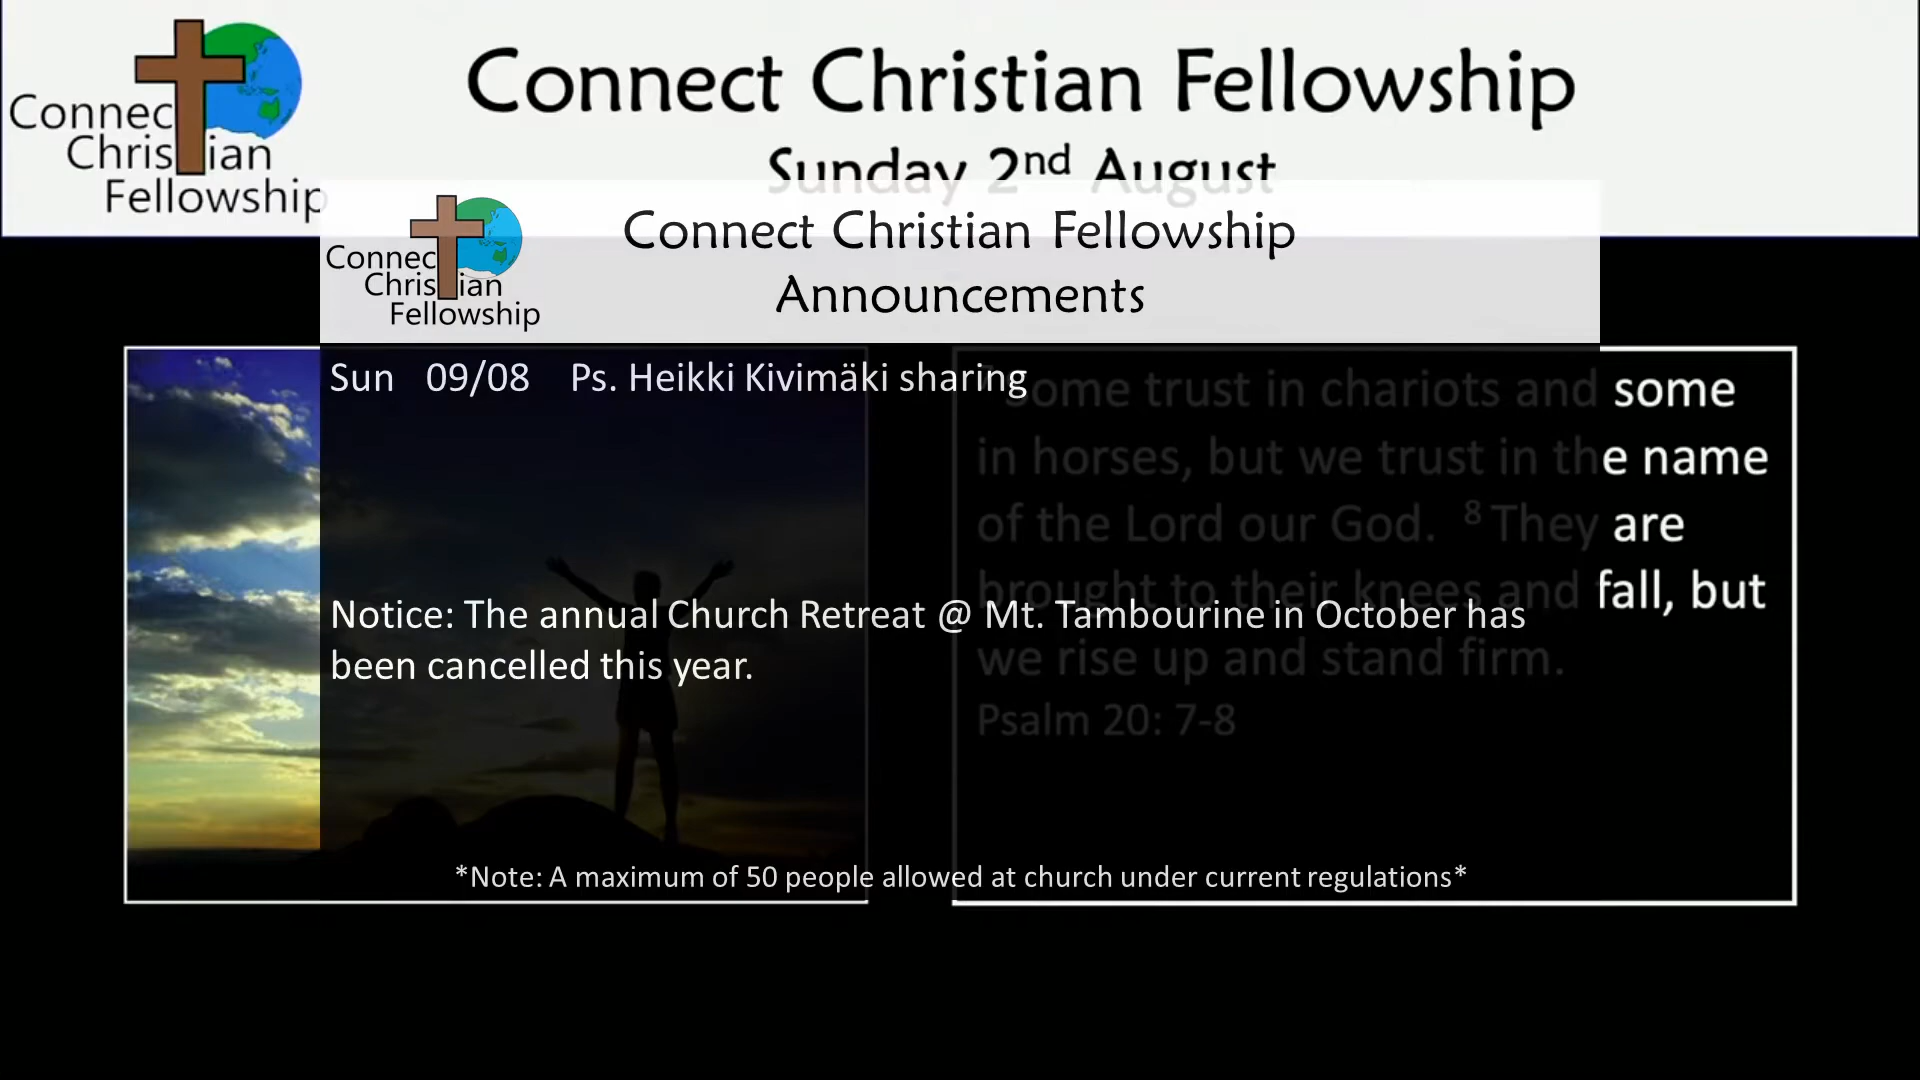 Connect Christian Fellowship
Sunday 2nd August
Connec
Chris ian
Fellowship
Connect Christian Fellowship
Announcements
Connec
Chris ian
Fellowship
Sun 09/08 Ps. Heikki Kivimäki sharing
some trust in chariots and some
in horses, but we trust in the name
of the Lord our God. 8 They are
brought to their knees and fall, but
we rise up and stand firm.
Psalm 20: 7-8
Notice: The annual Church Retreat @ Mt. Tambourine in October has
been cancelled this year.
*Note: A maximum of 50 people allowed at church under current regulations*